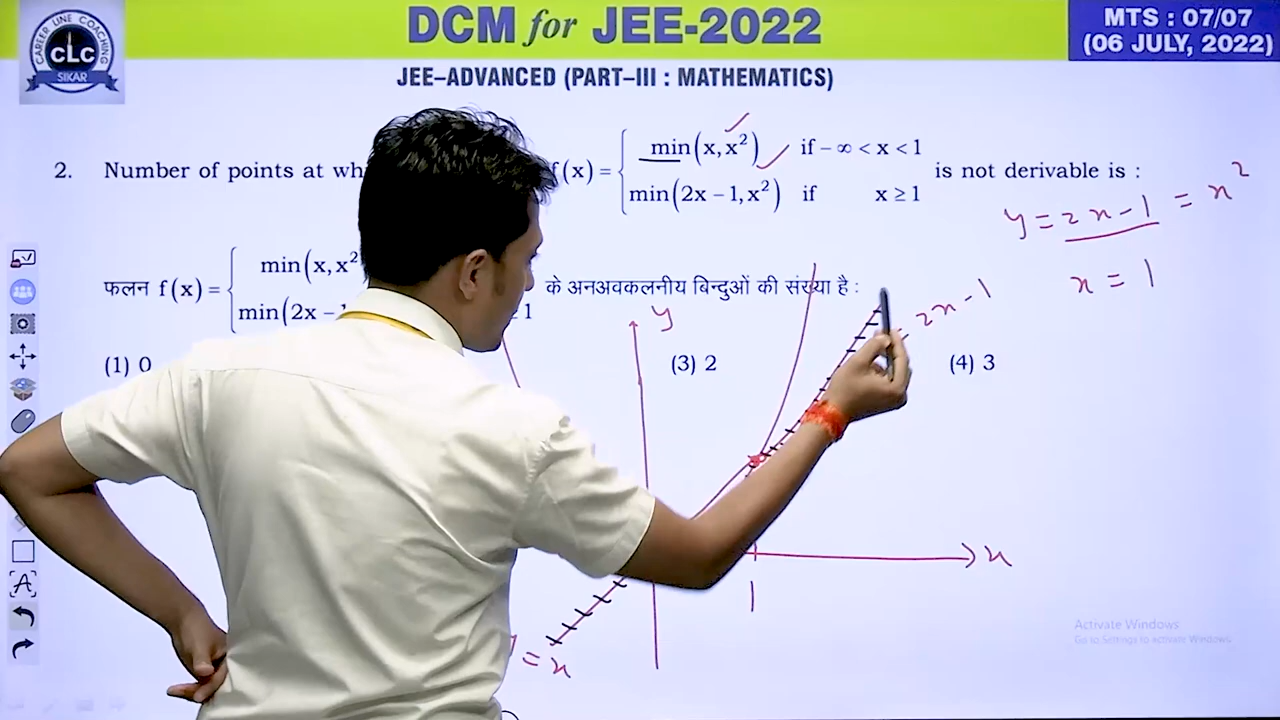 DCM for JEE-2022
MTS : 07/07
(06 JULY, 2022)
CAREER LINE COACHING
CLC
SIKAR
JEE–ADVANCED (PART–III : MATHEMATICS)
2. Number of points at f(x) = { min(x, x²) if – ∞ < x < 1 is not derivable is :
min(2x – 1, x²) if x ≥ 1
y = 2x-1 = x²
x = 1
फलन f(x) = { min(x, x²
min(2x – 1
के अनअवकलनीय बिन्दुओं की संख्या है :
y
2x-1
(1) 0 (3) 2 (4) 3
x
1
= x
A
Activate Windows
Go to Settings to activate Windows.